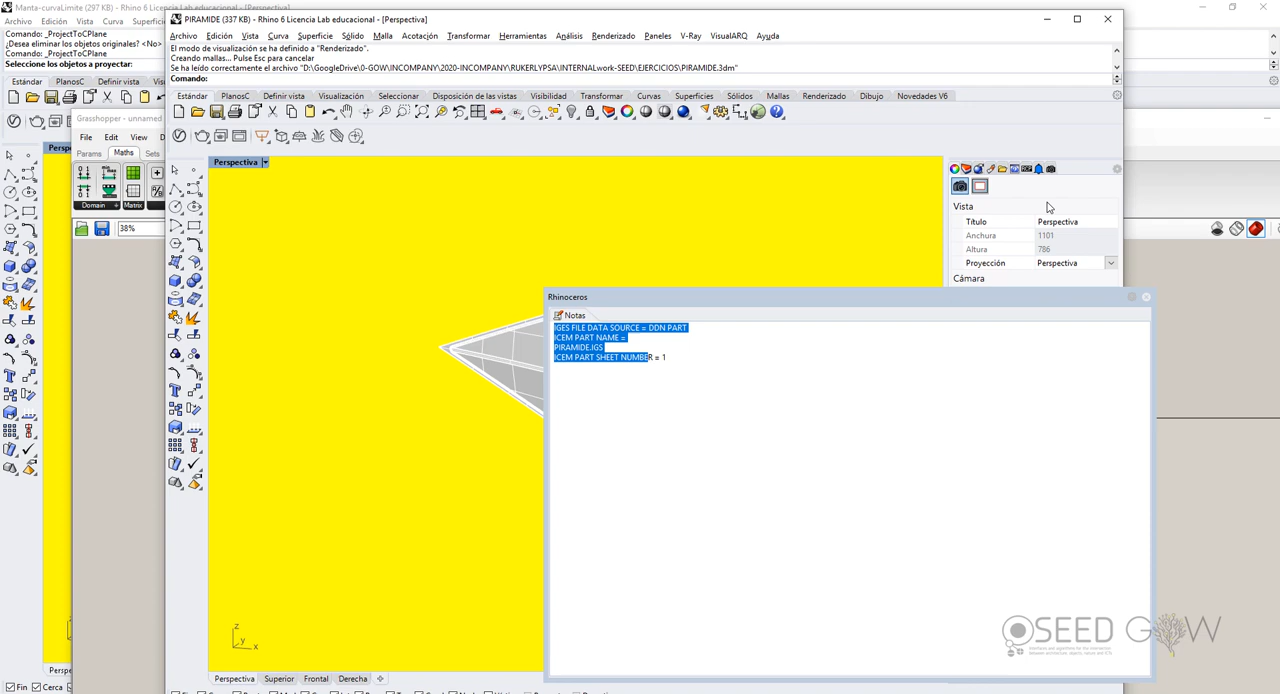 Manta-curvaLimite (297 KB) - Rhino 6 Licencia Lab educacional - [Perspectiva]
Archivo Edición Vista Curva Superficie
Comando: _ProjectToCPlane
¿Desea eliminar los objetos originales? <No>
Comando: _ProjectToCPlane
Seleccione los objetos a proyectar:
Estándar PlanosC Definir vista
Grasshopper - unnamed
File Edit View
Params Maths Sets
Domain Matrix
38%
PIRAMIDE (337 KB) - Rhino 6 Licencia Lab educacional - [Perspectiva]
Archivo Edición Vista Curva Superficie Sólido Malla Acotación Transformar Herramientas Análisis Renderizado Paneles V-Ray VisualARQ Ayuda
El modo de visualización se ha definido a "Renderizado".
Creando mallas... Pulse Esc para cancelar
Se ha leído correctamente el archivo "D:\GoogleDrive\0-GOW\INCOMPANY\2020-INCOMPANY\RUKERLYPSA\INTERNALwork-SEED\EJERCICIOS\PIRAMIDE.3dm"
Comando:
Estándar PlanosC Definir vista Visualización Seleccionar Disposición de las vistas Visibilidad Transformar Curvas Superficies Sólidos Mallas Renderizado Dibujo Novedades V6
Perspectiva
Vista
Título Perspectiva
Anchura 1101
Altura 786
Proyección Perspectiva
Cámara
Rhinoceros
Notas
IGES FILE DATA SOURCE = DDN PART
ICEM PART NAME =
PIRAMIDE.IGS
ICEM PART SHEET NUMBER = 1
z
y
x
Perspectiva Superior Frontal Derecha
Fin Cerca
SEED GOW